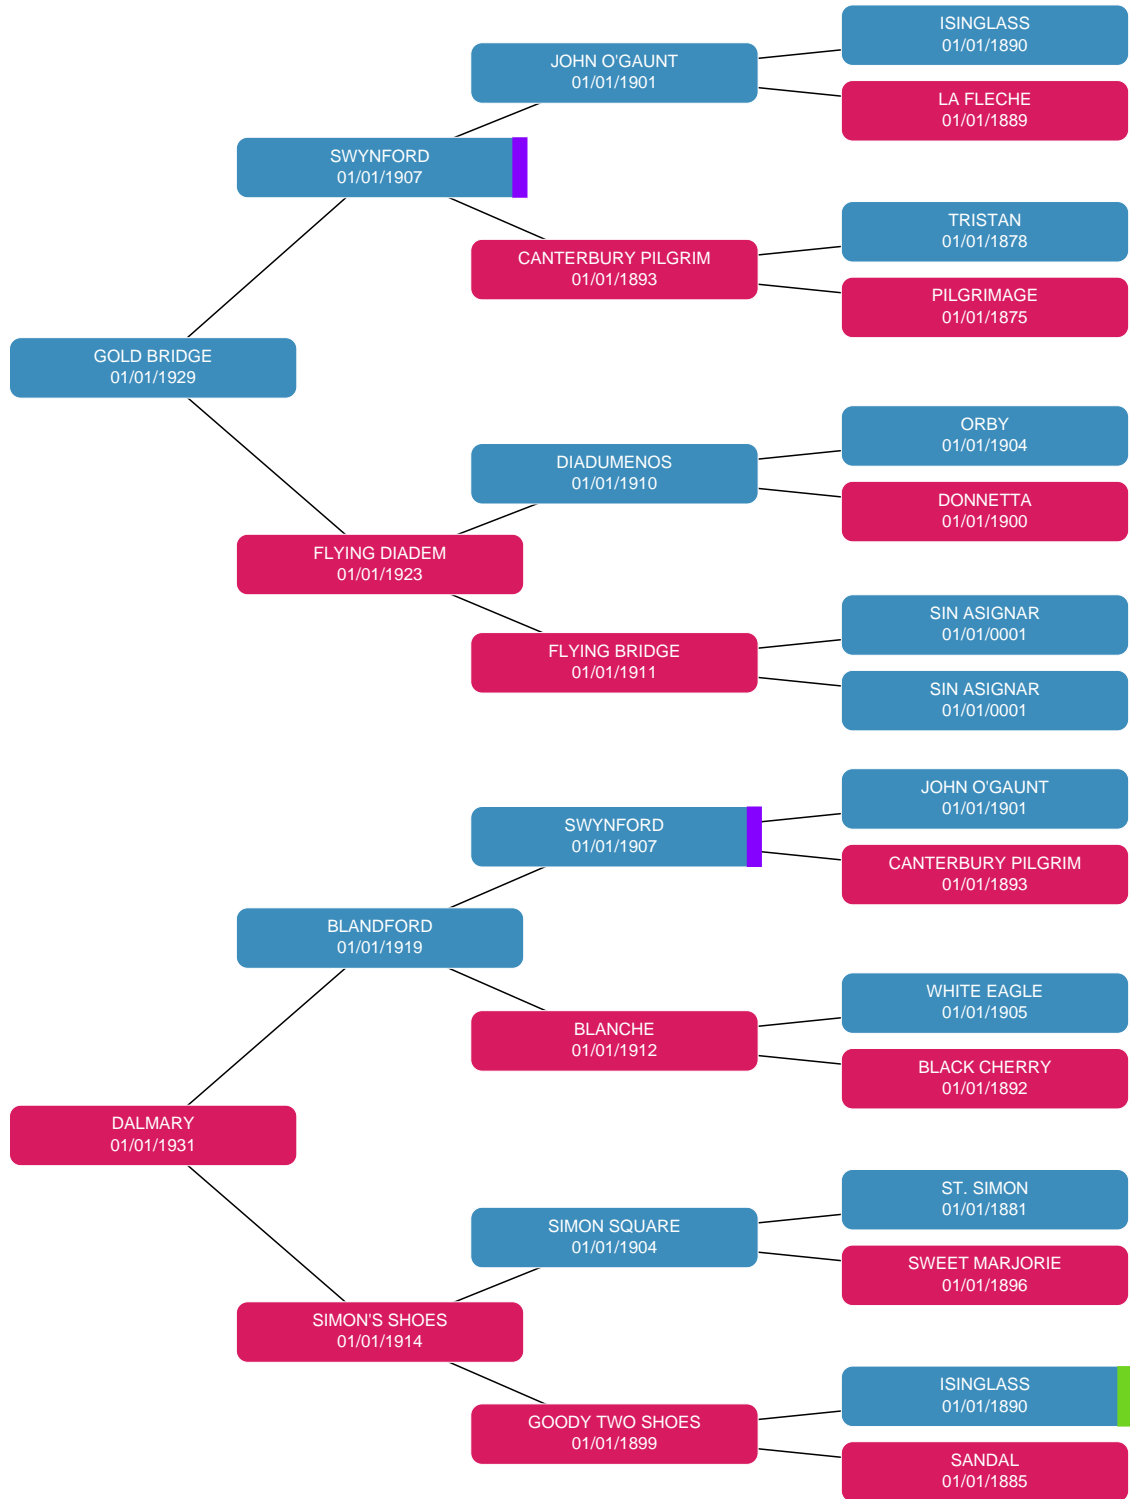 ISINGLASS
01/01/1890
JOHN O'GAUNT
01/01/1901
LA FLECHE
01/01/1889
SWYNFORD
01/01/1907
TRISTAN
01/01/1878
CANTERBURY PILGRIM
01/01/1893
PILGRIMAGE
01/01/1875
GOLD BRIDGE
01/01/1929
ORBY
01/01/1904
DIADUMENOS
01/01/1910
DONNETTA
01/01/1900
FLYING DIADEM
01/01/1923
SIN ASIGNAR
01/01/0001
FLYING BRIDGE
01/01/1911
SIN ASIGNAR
01/01/0001
JOHN O'GAUNT
01/01/1901
SWYNFORD
01/01/1907
CANTERBURY PILGRIM
01/01/1893
BLANDFORD
01/01/1919
WHITE EAGLE
01/01/1905
BLANCHE
01/01/1912
BLACK CHERRY
01/01/1892
DALMARY
01/01/1931
ST. SIMON
01/01/1881
SIMON SQUARE
01/01/1904
SWEET MARJORIE
01/01/1896
SIMON'S SHOES
01/01/1914
ISINGLASS
01/01/1890
GOODY TWO SHOES
01/01/1899
SANDAL
01/01/1885